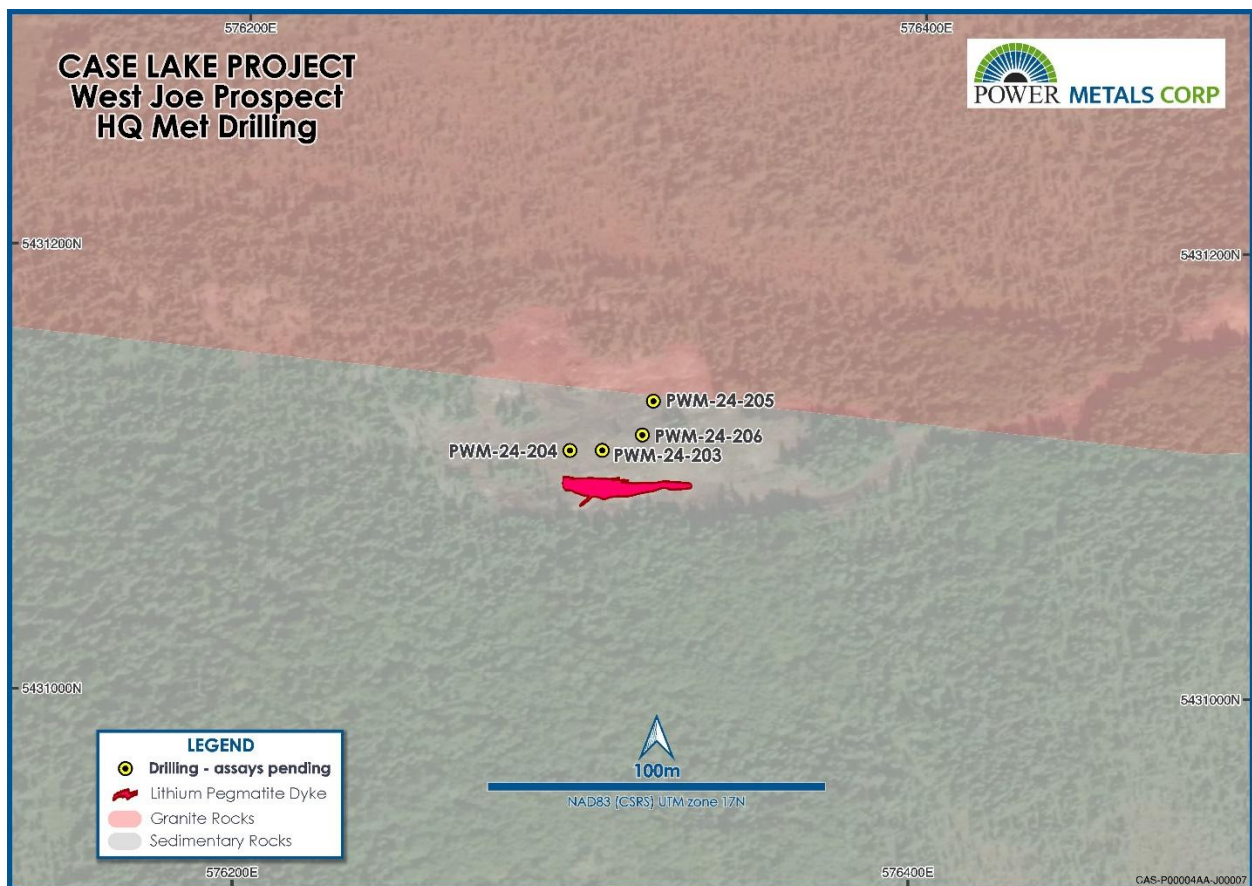 576200E
576400E
CASE LAKE PROJECT
West Joe Prospect
HQ Met Drilling
POWER METALS CORP
5431200N
5431200N
PWM-24-205
PWM-24-206
PWM-24-204
PWM-24-203
5431000N
5431000N
LEGEND
Drilling - assays pending
Lithium Pegmatite Dyke
Granite Rocks
Sedimentary Rocks
100m
NAD83 (CSRS) UTM zone 17N
576200E
576400E
CAS-P00004AA-J00007